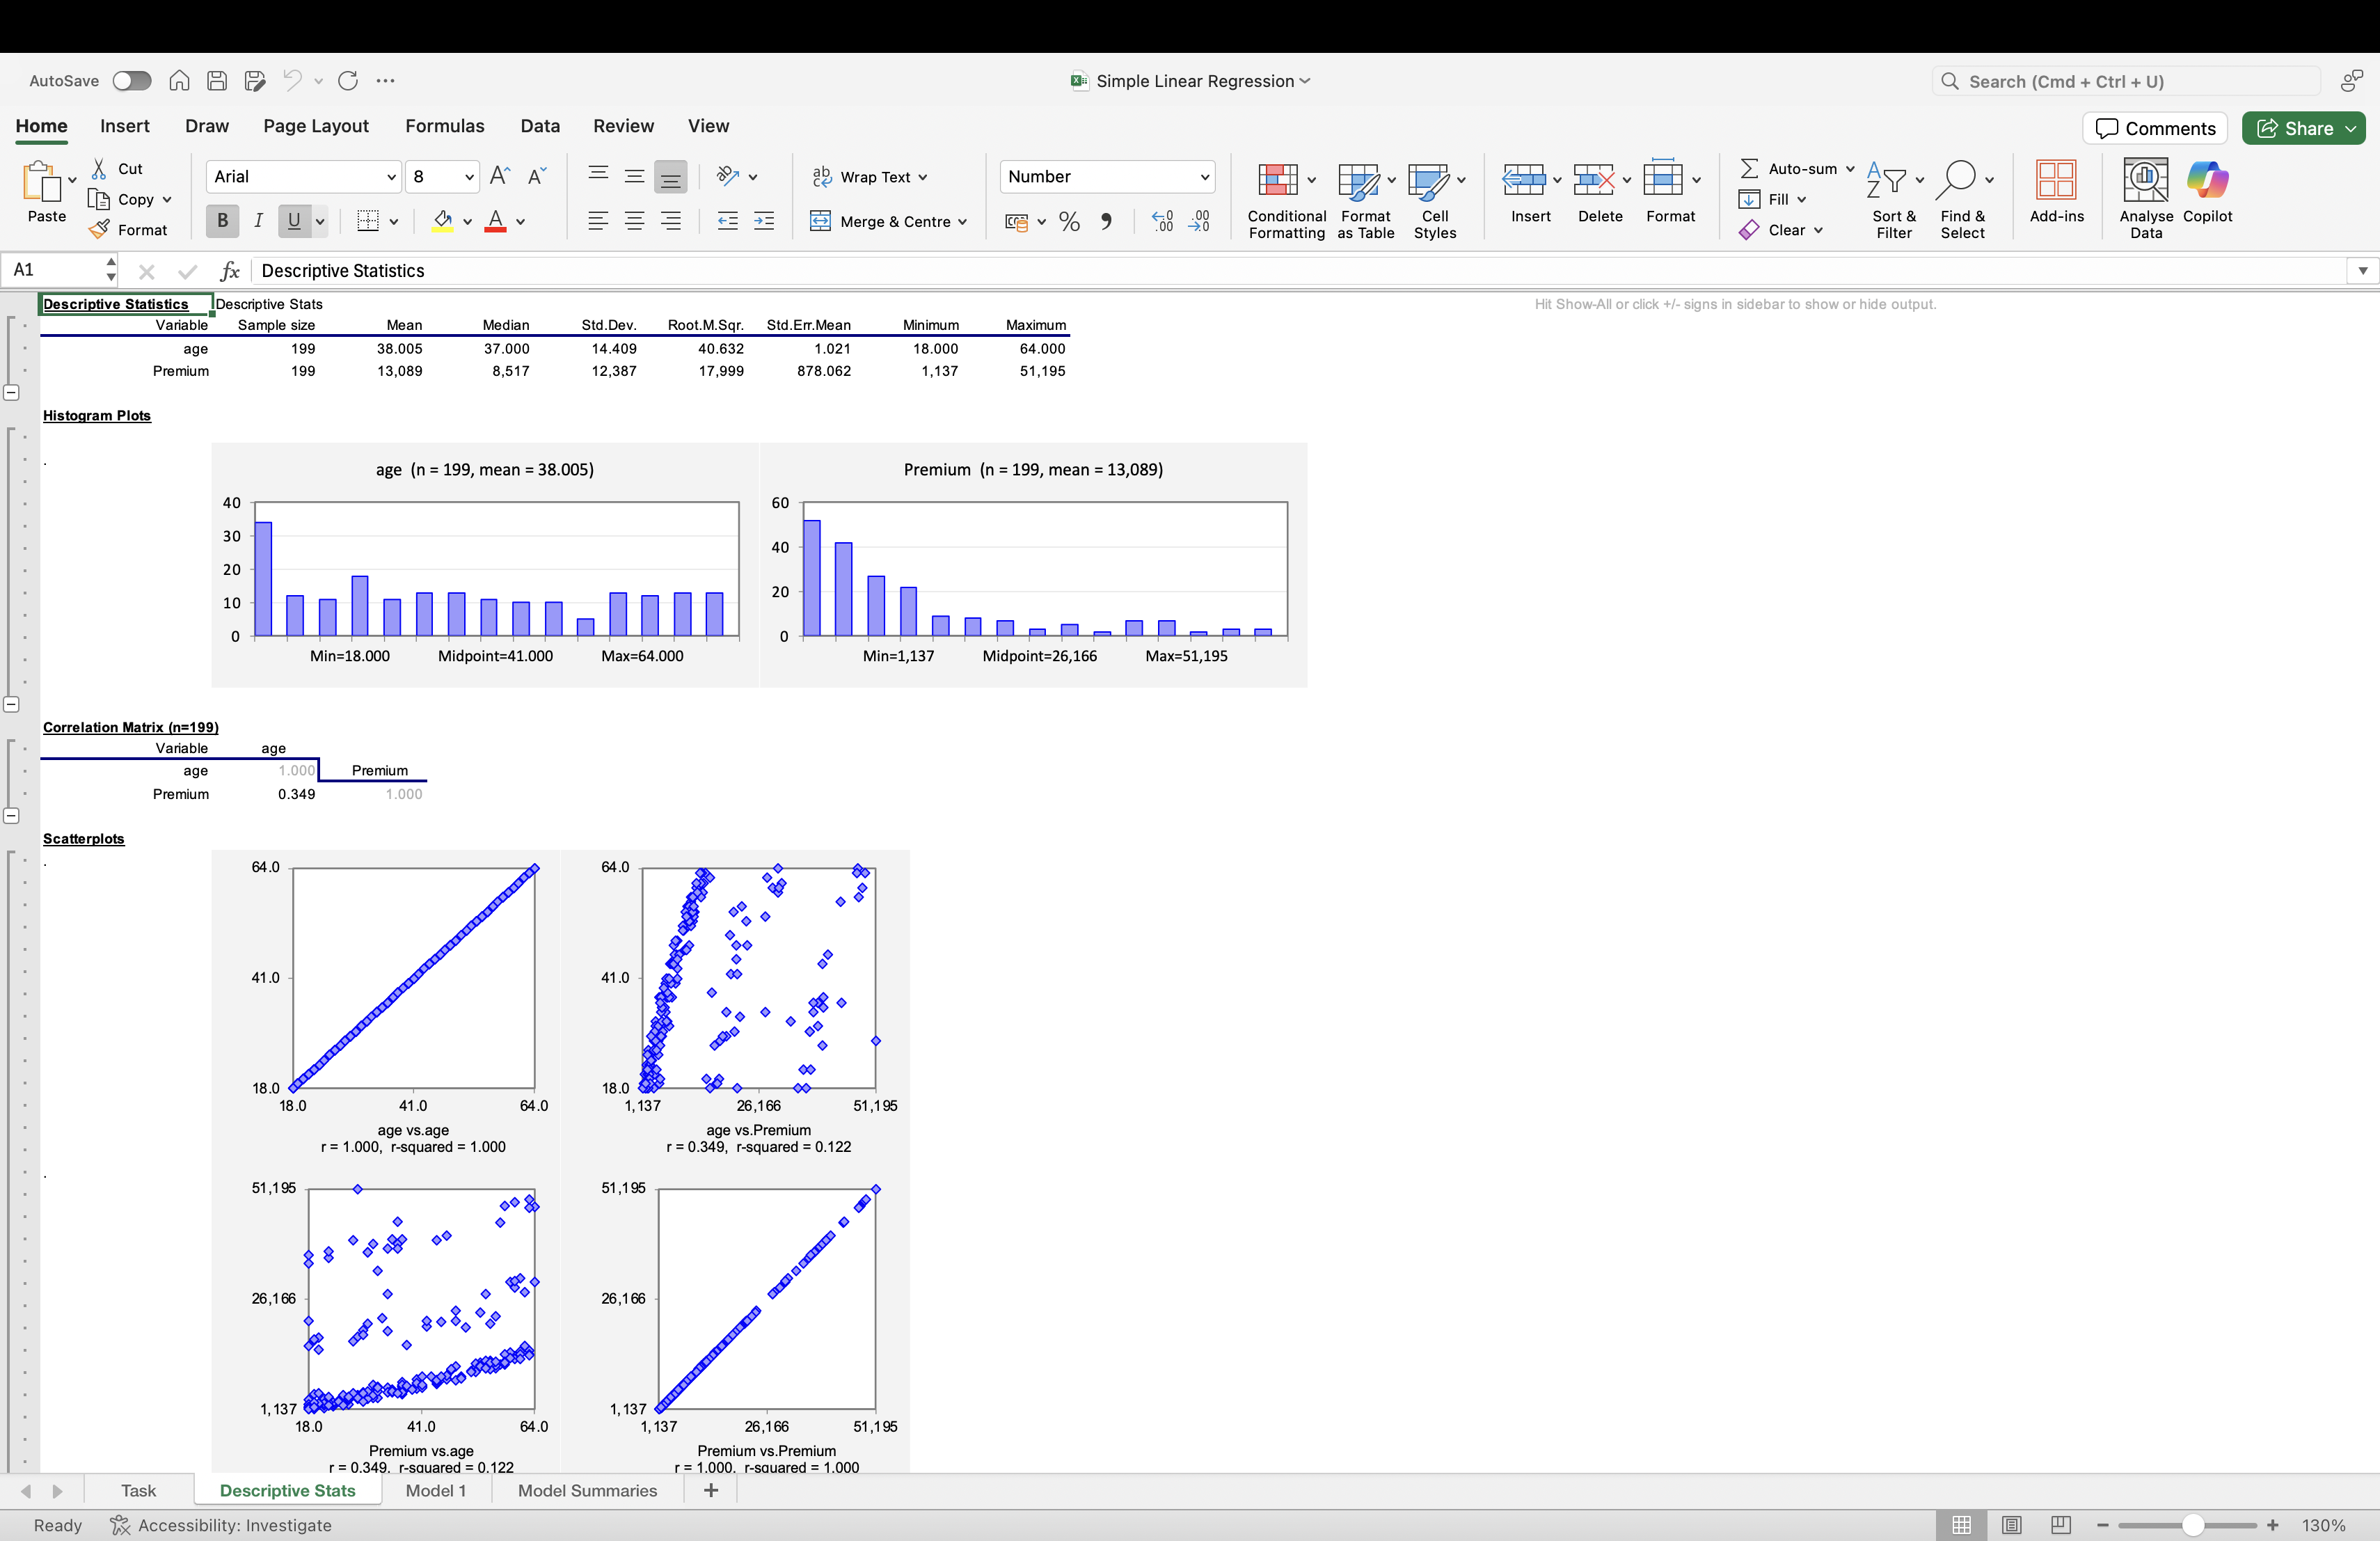 AutoSave
Simple Linear Regression
Search (Cmd + Ctrl + U)
Home Insert Draw Page Layout Formulas Data Review View
Comments Share
Paste
Cut
Copy
Format
Arial 8
B I U
Wrap Text
Merge & Centre
Number
Conditional Formatting
Format as Table
Cell Styles
Insert Delete Format
Auto-sum
Fill
Clear
Sort & Filter
Find & Select
Add-ins
Analyse Data
Copilot
A1 fx Descriptive Statistics
Descriptive Statistics Descriptive Stats Hit Show-All or click +/- signs in sidebar to show or hide output.
Variable Sample size Mean Median Std.Dev. Root.M.Sqr. Std.Err.Mean Minimum Maximum
age 199 38.005 37.000 14.409 40.632 1.021 18.000 64.000
Premium 199 13,089 8,517 12,387 17,999 878.062 1,137 51,195
Histogram Plots
age (n = 199, mean = 38.005)
40
30
20
10
0
Min=18.000 Midpoint=41.000 Max=64.000
Premium (n = 199, mean = 13,089)
60
40
20
0
Min=1,137 Midpoint=26,166 Max=51,195
Correlation Matrix (n=199)
Variable age
age 1.000 Premium
Premium 0.349 1.000
Scatterplots
64.0
41.0
18.0
18.0 41.0 64.0
age vs.age
r = 1.000, r-squared = 1.000
64.0
41.0
18.0
1,137 26,166 51,195
age vs.Premium
r = 0.349, r-squared = 0.122
51,195
26,166
1,137
18.0 41.0 64.0
Premium vs.age
r = 0.349, r-squared = 0.122
51,195
26,166
1,137
1,137 26,166 51,195
Premium vs.Premium
r = 1.000, r-squared = 1.000
Task Descriptive Stats Model 1 Model Summaries +
Ready Accessibility: Investigate 130%